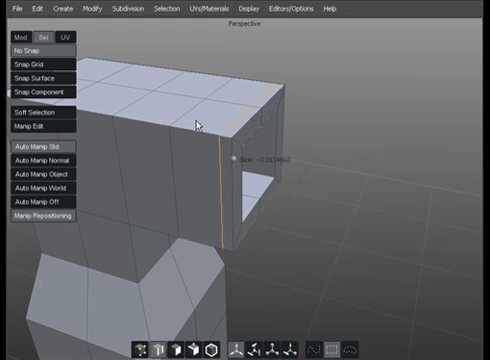 File Edit Create Modify Subdivision Selection UVs/Materials Display Editors/Options Help
Perspective
Mod Sel UV
No Snap
Snap Grid
Snap Surface
Snap Component
Soft Selection
Manip Edit
Auto Manip Std
Auto Manip Normal
Auto Manip Object
Auto Manip World
Auto Manip Off
Manip Repositioning